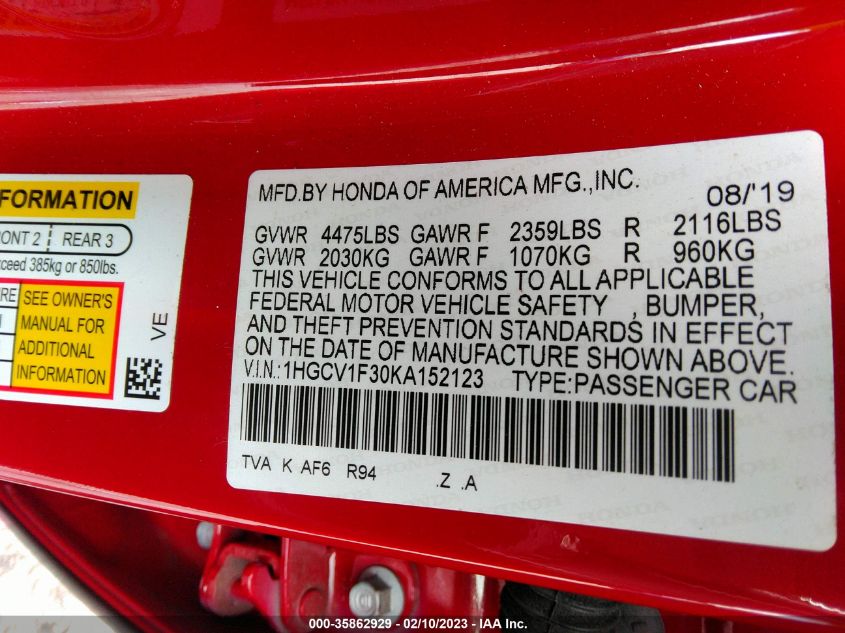 FORMATION
ONT 2 | REAR 3
xceed 385kg or 850lbs.
RE
SEE OWNER'S
MANUAL FOR
ADDITIONAL
INFORMATION
VE
MFD.BY HONDA OF AMERICA MFG.,INC. 08/'19
GVWR 4475LBS GAWR F 2359LBS R 2116LBS
GVWR 2030KG GAWR F 1070KG R 960KG
THIS VEHICLE CONFORMS TO ALL APPLICABLE
FEDERAL MOTOR VEHICLE SAFETY , BUMPER,
AND THEFT PREVENTION STANDARDS IN EFFECT
ON THE DATE OF MANUFACTURE SHOWN ABOVE.
V.I.N.:1HGCV1F30KA152123 TYPE:PASSENGER CAR
TVA K AF6 R94 .Z .A
000-35862929 - 02/10/2023 - IAA Inc.